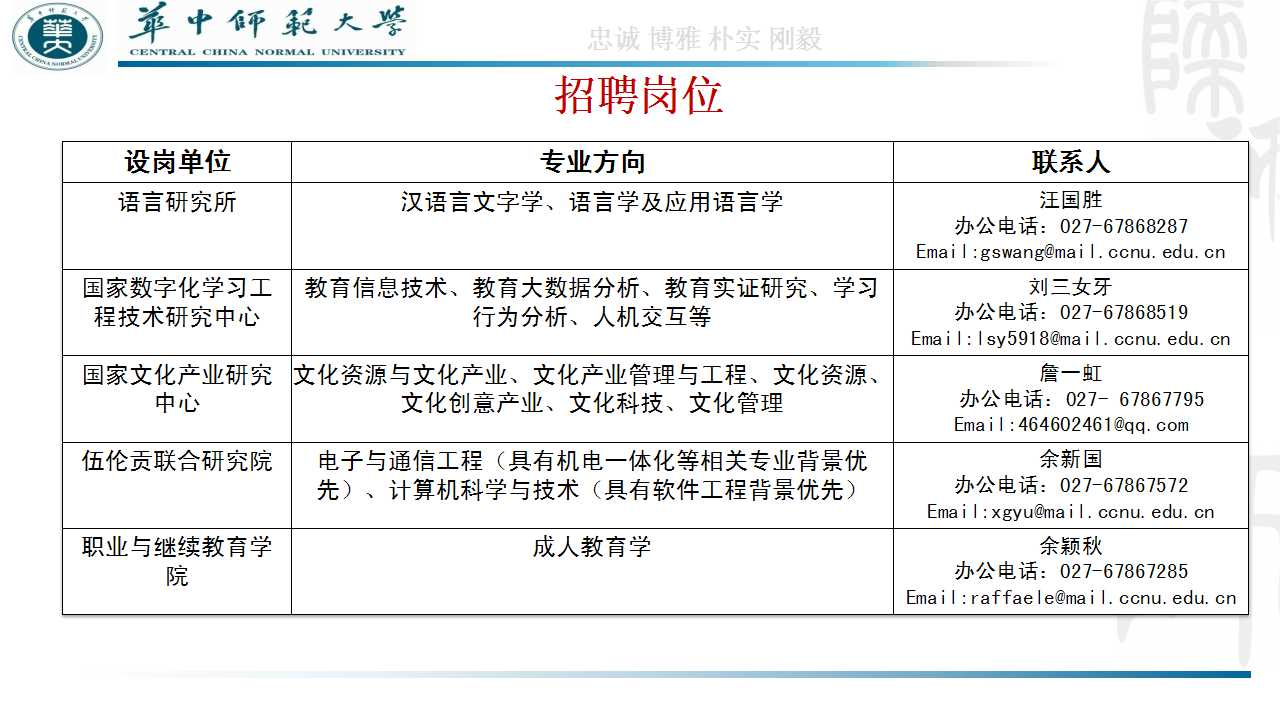 華中師範大學
CENTRAL CHINA NORMAL UNIVERSITY
忠诚 博雅 朴实 刚毅
招聘岗位
设岗单位
专业方向
联系人
语言研究所
汉语言文字学、语言学及应用语言学
汪国胜
办公电话：027-67868287
Email:gswang@mail.ccnu.edu.cn
国家数字化学习工
程技术研究中心
教育信息技术、教育大数据分析、教育实证研究、学习
行为分析、人机交互等
刘三女牙
办公电话：027-67868519
Email:lsy5918@mail.ccnu.edu.cn
国家文化产业研究
中心
文化资源与文化产业、文化产业管理与工程、文化资源、
文化创意产业、文化科技、文化管理
詹一虹
办公电话：027- 67867795
Email:464602461@qq.com
伍伦贡联合研究院
电子与通信工程（具有机电一体化等相关专业背景优
先）、计算机科学与技术（具有软件工程背景优先）
余新国
办公电话：027-67867572
Email:xgyu@mail.ccnu.edu.cn
职业与继续教育学
院
成人教育学
余颖秋
办公电话：027-67867285
Email:raffaele@mail.ccnu.edu.cn